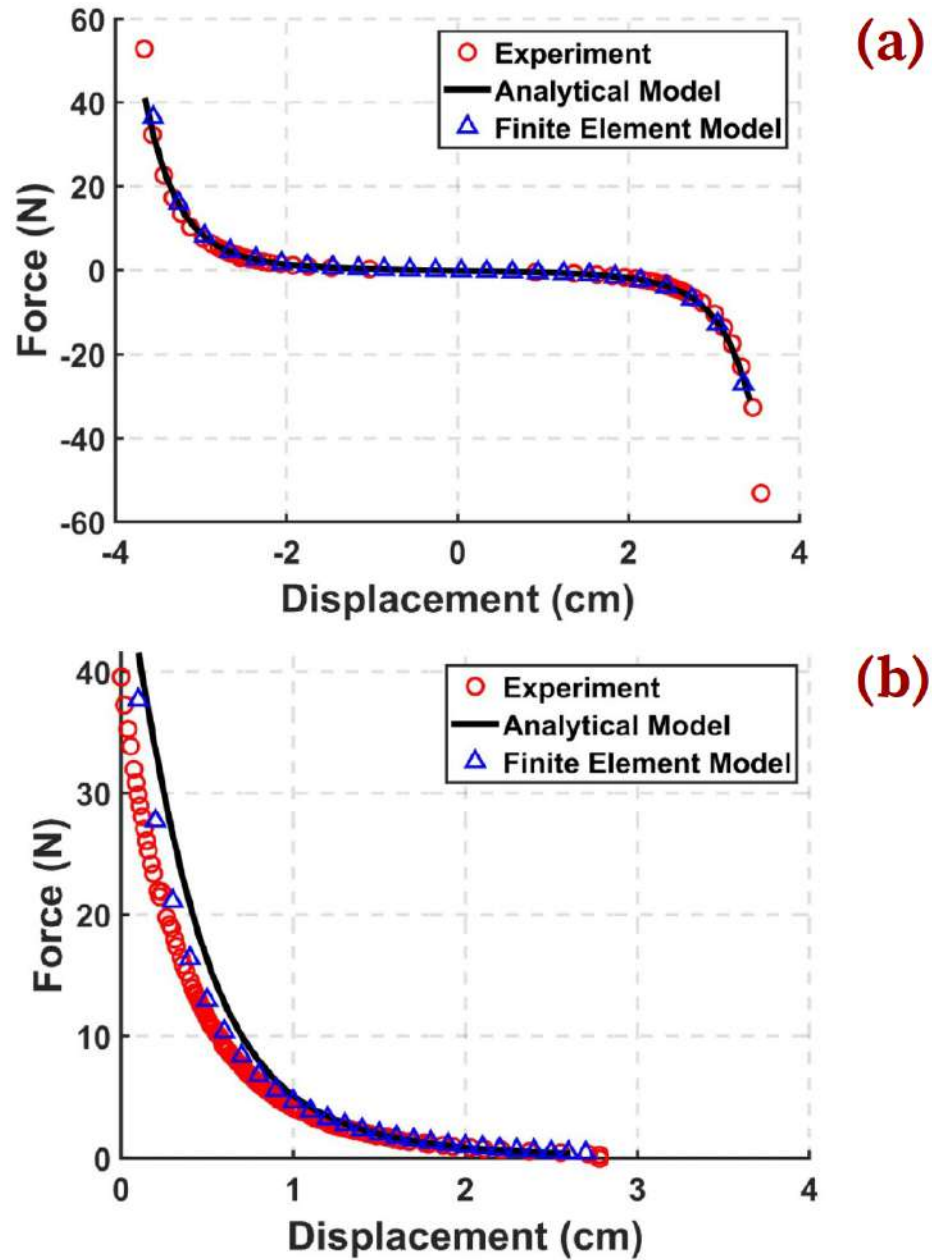 (a)
60
40
20
0
-20
-40
-60
Force (N)
Experiment
Analytical Model
Finite Element Model
-4 -2 0 2 4
Displacement (cm)
(b)
40
30
20
10
0
Force (N)
Experiment
Analytical Model
Finite Element Model
0 1 2 3 4
Displacement (cm)